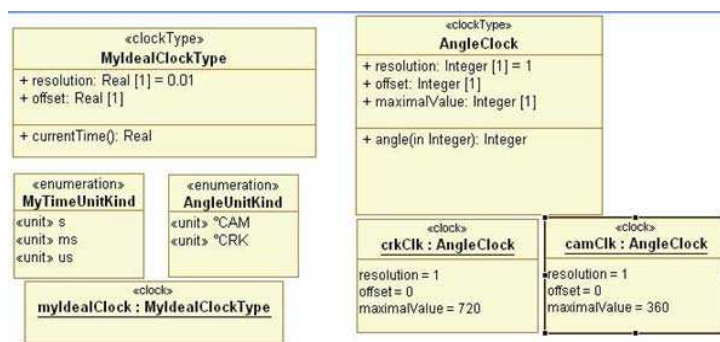 «clockType»
MyIdealClockType
+ resolution: Real [1] = 0.01
+ offset: Real [1]
+ currentTime(): Real
«clockType»
AngleClock
+ resolution: Integer [1] = 1
+ offset: Integer [1]
+ maximalValue: Integer [1]
+ angle(in Integer): Integer
«enumeration»
MyTimeUnitKind
«unit» s
«unit» ms
«unit» us
«enumeration»
AngleUnitKind
«unit» °CAM
«unit» °CRK
«clock»
myIdealClock : MyIdealClockType
«clock»
crkClk : AngleClock
resolution = 1
offset = 0
maximalValue = 720
«clock»
camClk : AngleClock
resolution = 1
offset = 0
maximalValue = 360